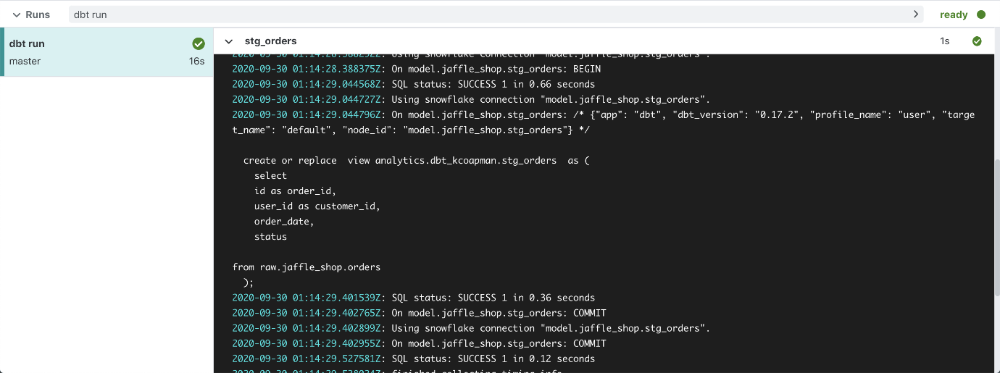 Runs
dbt run
ready
dbt run
master
16s
stg_orders
1s
Using snowflake connection "model.jaffle_shop.stg_orders".
2020-09-30 01:14:28.388375Z: On model.jaffle_shop.stg_orders: BEGIN
2020-09-30 01:14:29.044568Z: SQL status: SUCCESS 1 in 0.66 seconds
2020-09-30 01:14:29.044727Z: Using snowflake connection "model.jaffle_shop.stg_orders".
2020-09-30 01:14:29.044796Z: On model.jaffle_shop.stg_orders: /* {"app": "dbt", "dbt_version": "0.17.2", "profile_name": "user", "targe
t_name": "default", "node_id": "model.jaffle_shop.stg_orders"} */
create or replace  view analytics.dbt_kcoapman.stg_orders  as (
select
id as order_id,
user_id as customer_id,
order_date,
status
from raw.jaffle_shop.orders
);
2020-09-30 01:14:29.401539Z: SQL status: SUCCESS 1 in 0.36 seconds
2020-09-30 01:14:29.402765Z: On model.jaffle_shop.stg_orders: COMMIT
2020-09-30 01:14:29.402899Z: Using snowflake connection "model.jaffle_shop.stg_orders".
2020-09-30 01:14:29.402955Z: On model.jaffle_shop.stg_orders: COMMIT
2020-09-30 01:14:29.527581Z: SQL status: SUCCESS 1 in 0.12 seconds
finished collecting timing info